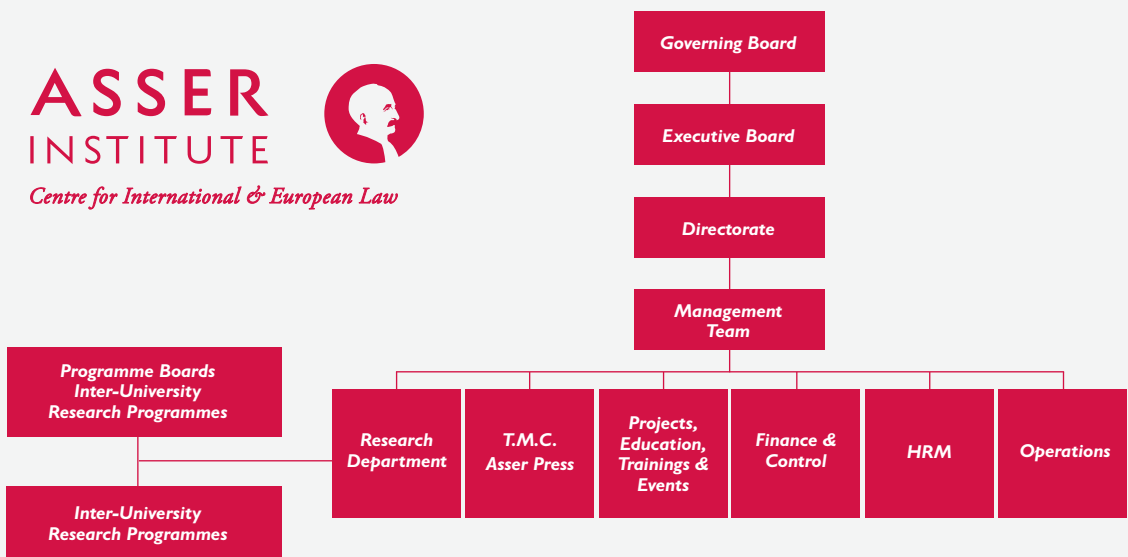 ASSER
INSTITUTE
Centre for International & European Law
Governing Board
Executive Board
Directorate
Management
Team
Programme Boards
Inter-University
Research Programmes
Inter-University
Research Programmes
Research
Department
T.M.C.
Asser Press
Projects,
Education,
Trainings &
Events
Finance &
Control
HRM
Operations